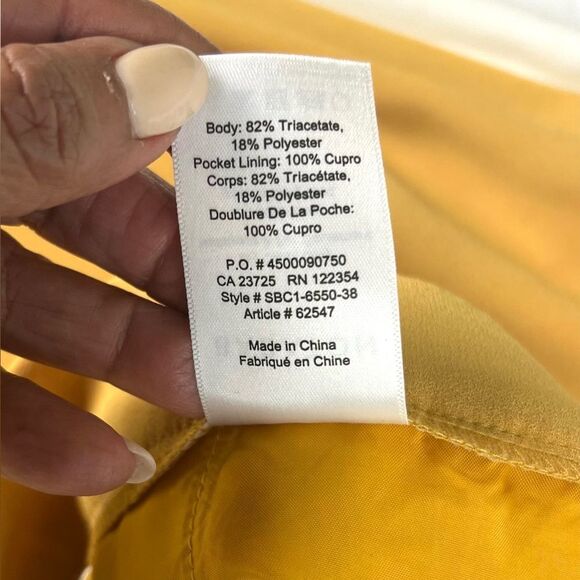 Body: 82% Triacetate,
18% Polyester
Pocket Lining: 100% Cupro
Corps: 82% Triacétate,
18% Polyester
Doublure De La Poche:
100% Cupro
P.O. # 4500090750
CA 23725 RN 122354
Style # SBC1-6550-38
Article # 62547
Made in China
Fabriqué en Chine